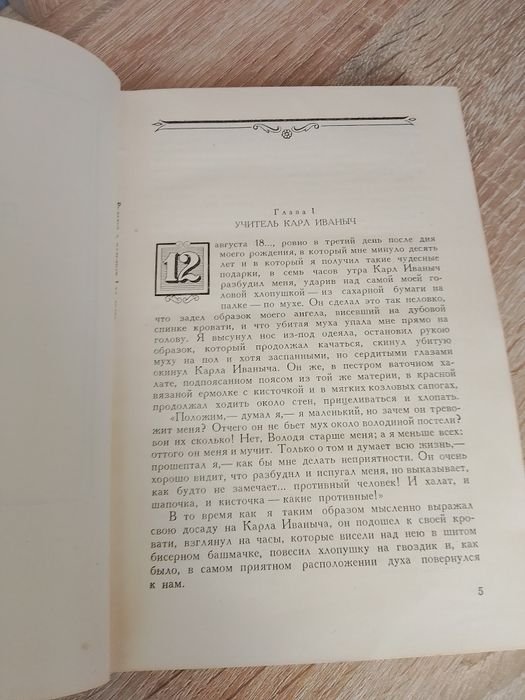 Глава I
УЧИТЕЛЬ КАРЛ ИВАНЫЧ
12 августа 18..., ровно в третий день после дня
моего рождения, в который мне минуло десять
лет и в который я получил такие чудесные
подарки, в семь часов утра Карл Иваныч
разбудил меня, ударив над самой моей го-
ловой хлопушкой — из сахарной бумаги на
палке — по мухе. Он сделал это так неловко,
что задел образок моего ангела, висевший на дубовой
спинке кровати, и что убитая муха упала мне прямо на
голову. Я высунул нос из-под одеяла, остановил рукою
образок, который продолжал качаться, скинул убитую
муху на пол и хотя заспанными, но сердитыми глазами
окинул Карла Иваныча. Он же, в пестром ваточном ха-
лате, подпоясанном поясом из той же материи, в красной
вязаной ермолке с кисточкой и в мягких козловых сапогах,
продолжал ходить около стен, прицеливаться и хлопать.
«Положим,— думал я,— я маленький, но зачем он трево-
жит меня? Отчего он не бьет мух около володиной постели?
вон их сколько! Нет, Володя старше меня; а я меньше всех:
оттого он меня и мучит. Только о том и думает всю жизнь,—
прошептал я,— как бы мне делать неприятности. Он очень
хорошо видит, что разбудил и испугал меня, но выказывает,
как будто не замечает... противный человек! И халат, и
шапочка, и кисточка — какие противные!»
В то время как я таким образом мысленно выражал
свою досаду на Карла Иваныча, он подошел к своей кро-
вати, взглянул на часы, которые висели над нею в шитом
бисерном башмачке, повесил хлопушку на гвоздик и, как
было, в самом приятном расположении духа повернулся
к нам.
5